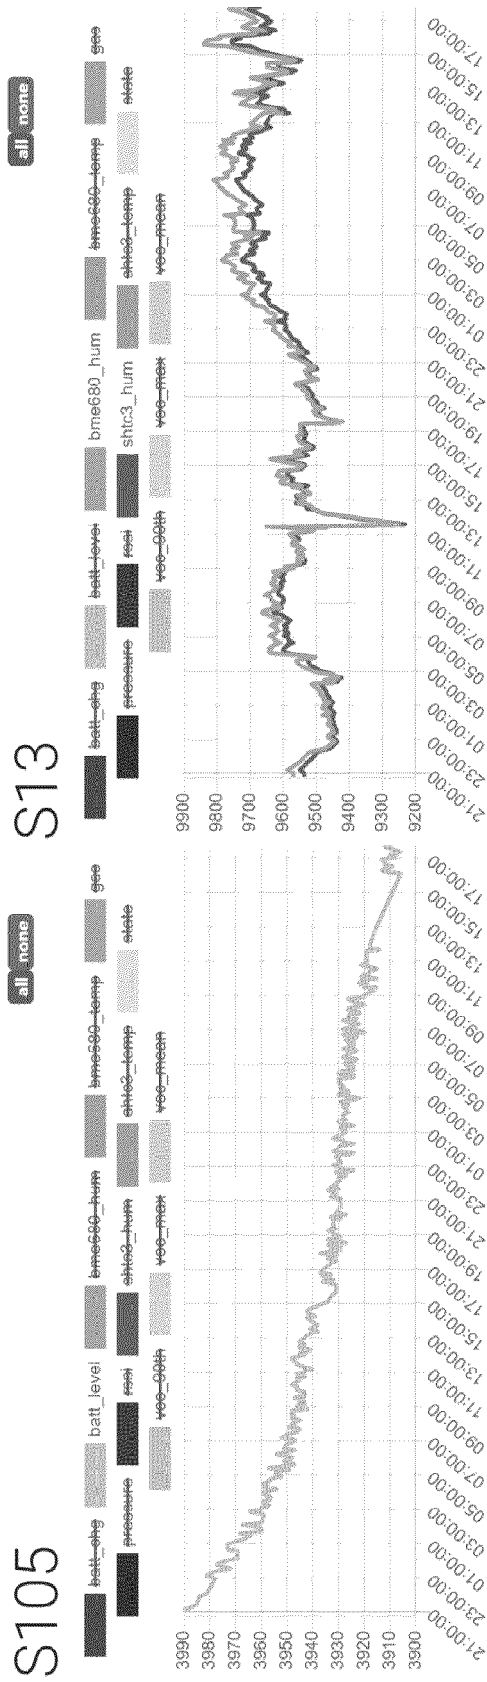 S105
all none
batt_chg batt_level bme680_hum bme680_temp gas
pressure rssi shtc3_hum shtc3_temp state
voc_90th voc_max voc_mean
3990
3980
3970
3960
3950
3940
3930
3920
3910
3900
21:00:00 23:00:00 01:00:00 03:00:00 05:00:00 07:00:00 09:00:00 11:00:00 13:00:00 15:00:00 17:00:00 19:00:00 21:00:00 23:00:00 01:00:00 03:00:00 05:00:00 07:00:00 09:00:00 11:00:00 13:00:00 15:00:00 17:00:00
S13
all none
batt_chg batt_level bme680_hum bme680_temp gas
pressure rssi shtc3_hum shtc3_temp state
voc_90th voc_max voc_mean
9900
9800
9700
9600
9500
9400
9300
9200
21:00:00 23:00:00 01:00:00 03:00:00 05:00:00 07:00:00 09:00:00 11:00:00 13:00:00 15:00:00 17:00:00 19:00:00 21:00:00 23:00:00 01:00:00 03:00:00 05:00:00 07:00:00 09:00:00 11:00:00 13:00:00 15:00:00 17:00:00